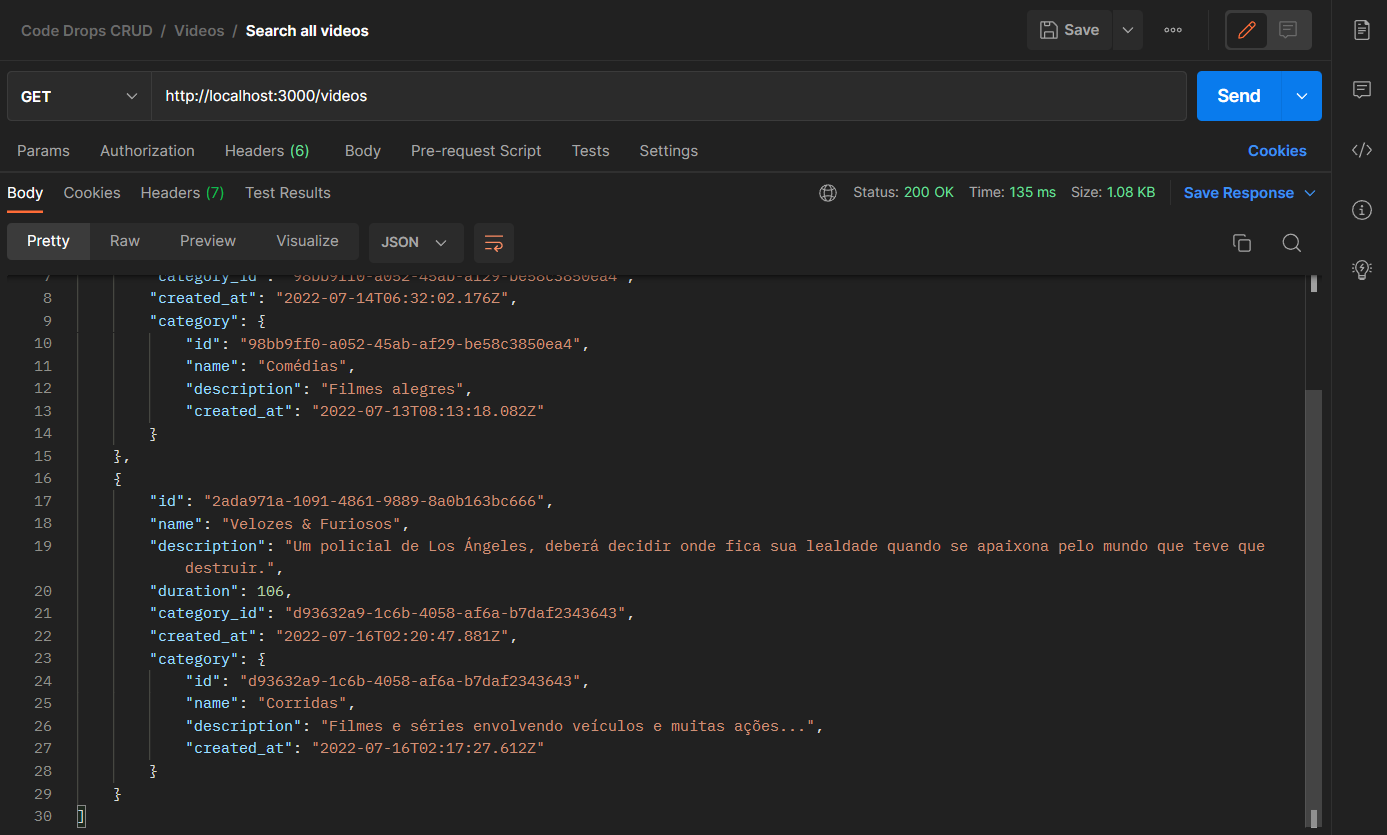 Code Drops CRUD / Videos / Search all videos
Save
GET
http://localhost:3000/videos
Send
Params Authorization Headers (6) Body Pre-request Script Tests Settings Cookies
Body Cookies Headers (7) Test Results Status: 200 OK Time: 135 ms Size: 1.08 KB Save Response
Pretty Raw Preview Visualize JSON
7 "category_id": "98bb9ff0-a052-45ab-af29-be58c3850ea4",
8 "created_at": "2022-07-14T06:32:02.176Z",
9 "category": {
10 "id": "98bb9ff0-a052-45ab-af29-be58c3850ea4",
11 "name": "Comédias",
12 "description": "Filmes alegres",
13 "created_at": "2022-07-13T08:13:18.082Z"
14 }
15 },
16 {
17 "id": "2ada971a-1091-4861-9889-8a0b163bc666",
18 "name": "Velozes & Furiosos",
19 "description": "Um policial de Los Ángeles, deberá decidir onde fica sua lealdade quando se apaixona pelo mundo que teve que
destruir.",
20 "duration": 106,
21 "category_id": "d93632a9-1c6b-4058-af6a-b7daf2343643",
22 "created_at": "2022-07-16T02:20:47.881Z",
23 "category": {
24 "id": "d93632a9-1c6b-4058-af6a-b7daf2343643",
25 "name": "Corridas",
26 "description": "Filmes e séries envolvendo veículos e muitas ações...",
27 "created_at": "2022-07-16T02:17:27.612Z"
28 }
29 }
30 ]